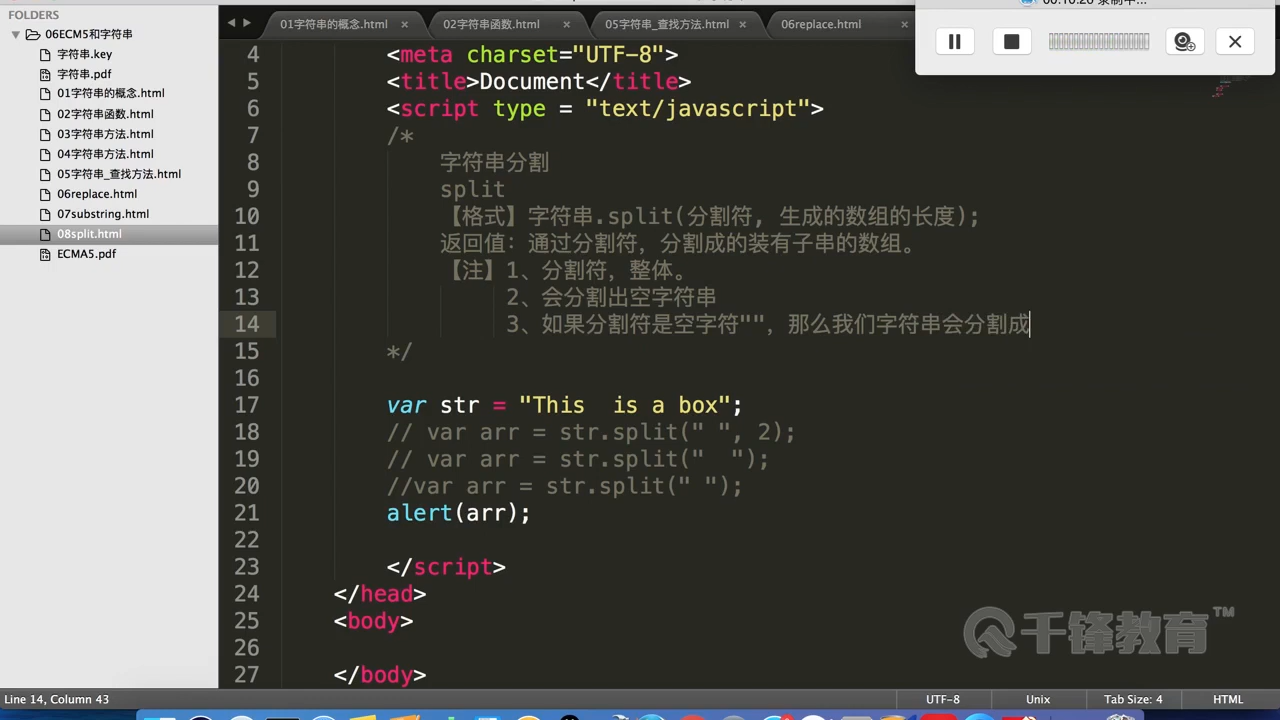 FOLDERS
06ECM5和字符串
字符串.key
字符串.pdf
01字符串的概念.html
02字符串函数.html
03字符串方法.html
04字符串方法.html
05字符串_查找方法.html
06replace.html
07substring.html
08split.html
ECMA5.pdf
01字符串的概念.html × 02字符串函数.html × 05字符串_查找方法.html × 06replace.html ×
4 <meta charset="UTF-8">
5 <title>Document</title>
6 <script type = "text/javascript">
7 /*
8 字符串分割
9 split
10 【格式】字符串.split(分割符, 生成的数组的长度);
11 返回值：通过分割符，分割成的装有子串的数组。
12 【注】1、分割符，整体。
13 2、会分割出空字符串
14 3、如果分割符是空字符""，那么我们字符串会分割成
15 */
16
17 var str = "This  is a box";
18 // var arr = str.split(" ", 2);
19 // var arr = str.split("  ");
20 //var arr = str.split(" ");
21 alert(arr);
22
23 </script>
24 </head>
25 <body>
26
27 </body>
千锋教育™
Line 14, Column 43 UTF-8 Unix Tab Size: 4 HTML